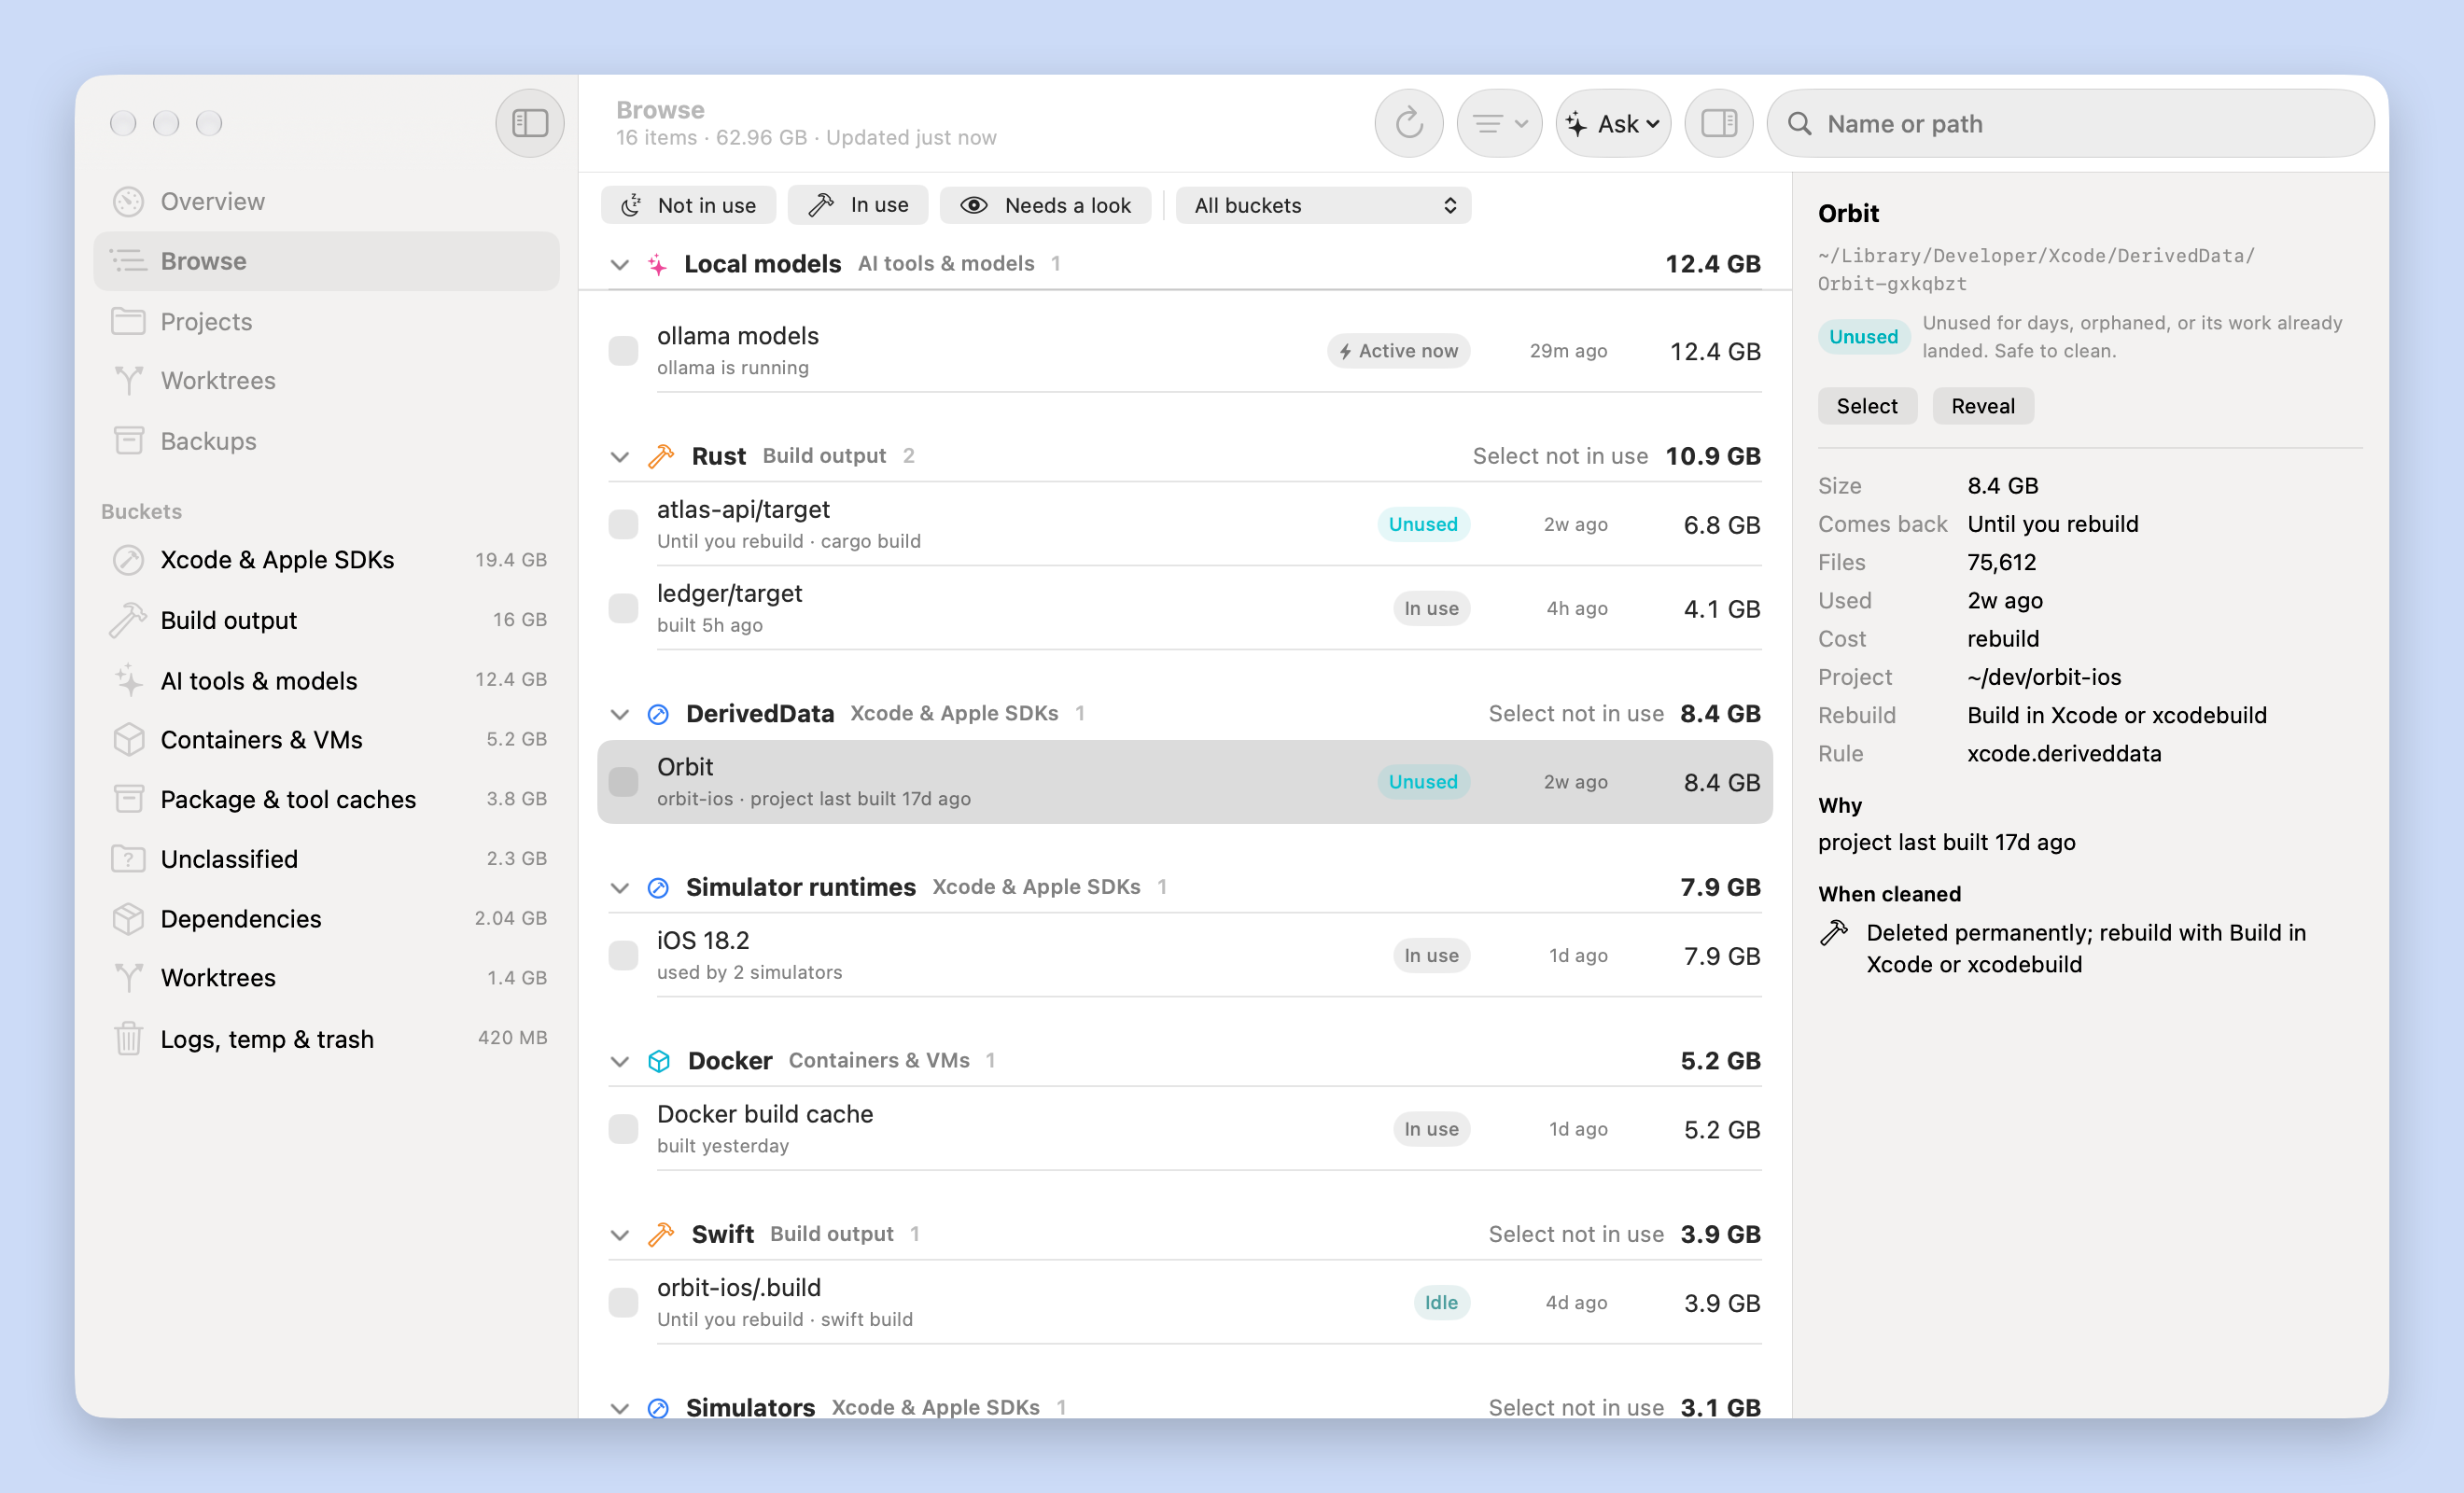 Overview
Browse
Projects
Worktrees
Backups
Buckets
Xcode & Apple SDKs 19.4 GB
Build output 16 GB
AI tools & models 12.4 GB
Containers & VMs 5.2 GB
Package & tool caches 3.8 GB
Unclassified 2.3 GB
Dependencies 2.04 GB
Worktrees 1.4 GB
Logs, temp & trash 420 MB
Browse
16 items · 62.96 GB · Updated just now
Ask
Name or path
Not in use In use Needs a look All buckets
Local models AI tools & models 1 12.4 GB
ollama models
ollama is running
Active now 29m ago 12.4 GB
Rust Build output 2 Select not in use 10.9 GB
atlas-api/target
Until you rebuild · cargo build
Unused 2w ago 6.8 GB
ledger/target
built 5h ago
In use 4h ago 4.1 GB
DerivedData Xcode & Apple SDKs 1 Select not in use 8.4 GB
Orbit
orbit-ios · project last built 17d ago
Unused 2w ago 8.4 GB
Simulator runtimes Xcode & Apple SDKs 1 7.9 GB
iOS 18.2
used by 2 simulators
In use 1d ago 7.9 GB
Docker Containers & VMs 1 5.2 GB
Docker build cache
built yesterday
In use 1d ago 5.2 GB
Swift Build output 1 Select not in use 3.9 GB
orbit-ios/.build
Until you rebuild · swift build
Idle 4d ago 3.9 GB
Simulators Xcode & Apple SDKs 1 Select not in use 3.1 GB
Orbit
~/Library/Developer/Xcode/DerivedData/
Orbit-gxkqbzt
Unused
Unused for days, orphaned, or its work already
landed. Safe to clean.
Select Reveal
Size 8.4 GB
Comes back Until you rebuild
Files 75,612
Used 2w ago
Cost rebuild
Project ~/dev/orbit-ios
Rebuild Build in Xcode or xcodebuild
Rule xcode.deriveddata
Why
project last built 17d ago
When cleaned
Deleted permanently; rebuild with Build in
Xcode or xcodebuild